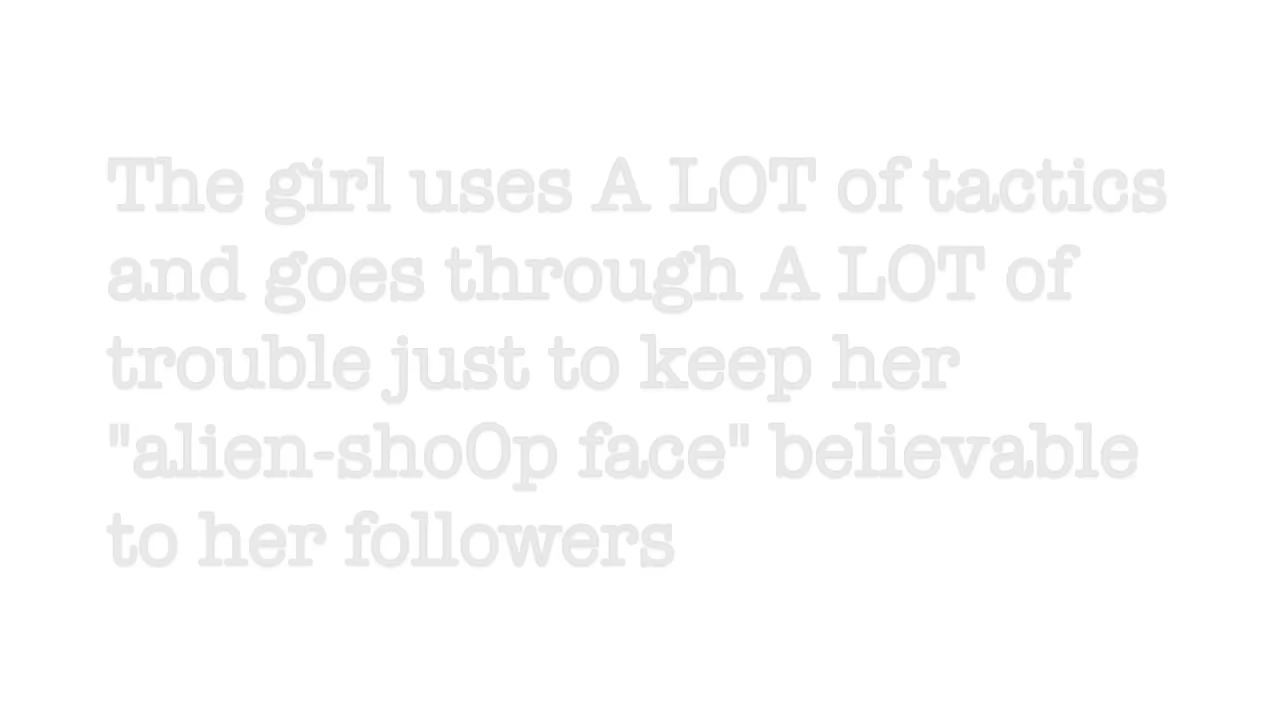 The girl uses A LOT of tactics
and goes through A LOT of
trouble just to keep her
"alien-shoOp face" believable
to her followers